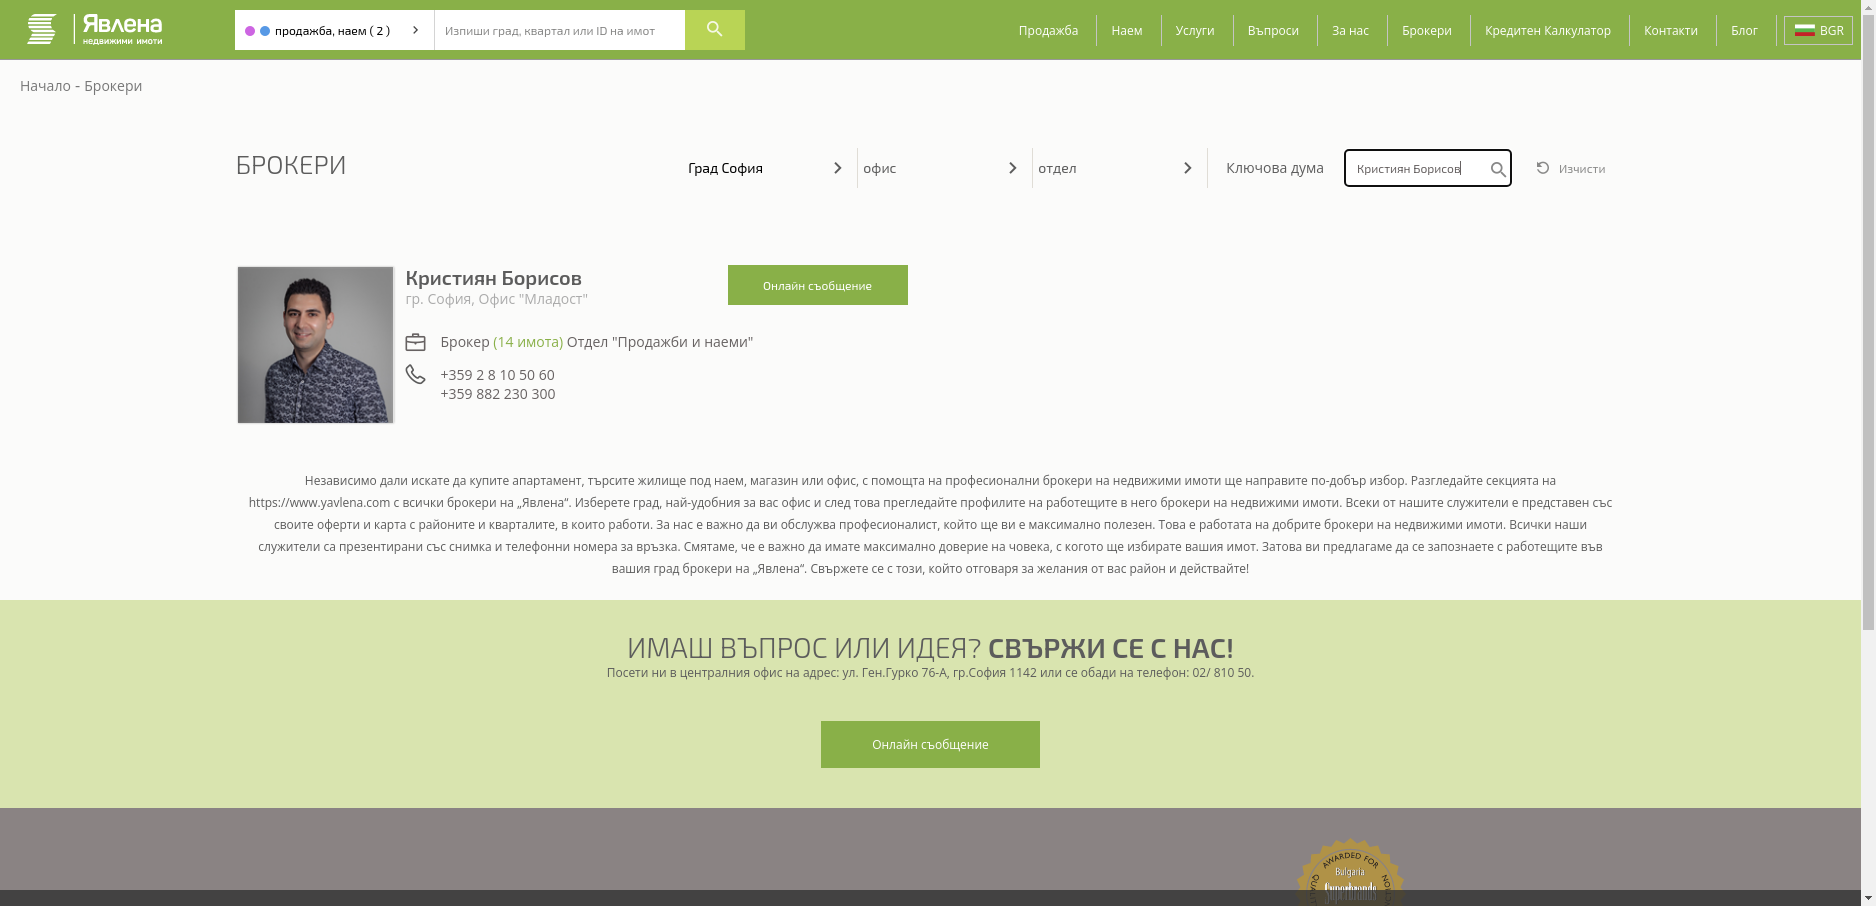 Явлена
недвижими имоти
продажба, наем ( 2 )
Изпиши град, квартал или ID на имот
Продажба
Наем
Услуги
Въпроси
За нас
Брокери
Кредитен Калкулатор
Контакти
Блог
BGR
Начало - Брокери
БРОКЕРИ
Град София
офис
отдел
Ключова дума
Кристиян Борисов
Изчисти
Кристиян Борисов
гр. София, Офис "Младост"
Онлайн съобщение
Брокер (14 имота) Отдел "Продажби и наеми"
+359 2 8 10 50 60
+359 882 230 300
Независимо дали искате да купите апартамент, търсите жилище под наем, магазин или офис, с помощта на професионални брокери на недвижими имоти ще направите по-добър избор. Разгледайте секцията на
https://www.yavlena.com с всички брокери на „Явлена“. Изберете град, най-удобния за вас офис и след това прегледайте профилите на работещите в него брокери на недвижими имоти. Всеки от нашите служители е представен със
своите оферти и карта с районите и кварталите, в които работи. За нас е важно да ви обслужва професионалист, който ще ви е максимално полезен. Това е работата на добрите брокери на недвижими имоти. Всички наши
служители са презентирани със снимка и телефонни номера за връзка. Смятаме, че е важно да имате максимално доверие на човека, с когото ще избирате вашия имот. Затова ви предлагаме да се запознаете с работещите във
вашия град брокери на „Явлена“. Свържете се с този, който отговаря за желания от вас район и действайте!
ИМАШ ВЪПРОС ИЛИ ИДЕЯ? СВЪРЖИ СЕ С НАС!
Посети ни в централния офис на адрес: ул. Ген.Гурко 76-А, гр.София 1142 или се обади на телефон: 02/ 810 50.
Онлайн съобщение
AWARDED FOR
Bulgaria